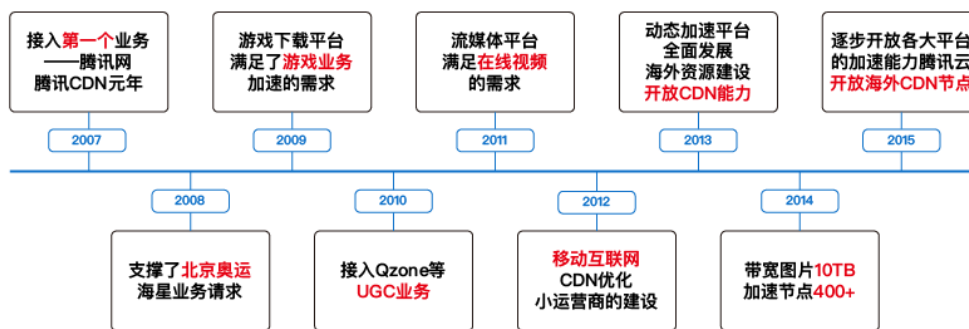 接入第一个业务
——腾讯网
腾讯CDN元年
2007
支撑了北京奥运
海星业务请求
2008
游戏下载平台
满足了游戏业务
加速的需求
2009
接入Qzone等
UGC业务
2010
流媒体平台
满足在线视频
的需求
2011
移动互联网
CDN优化
小运营商的建设
2012
动态加速平台
全面发展
海外资源建设
开放CDN能力
2013
带宽图片10TB
加速节点400+
2014
逐步开放各大平台
的加速能力腾讯云
开放海外CDN节点
2015